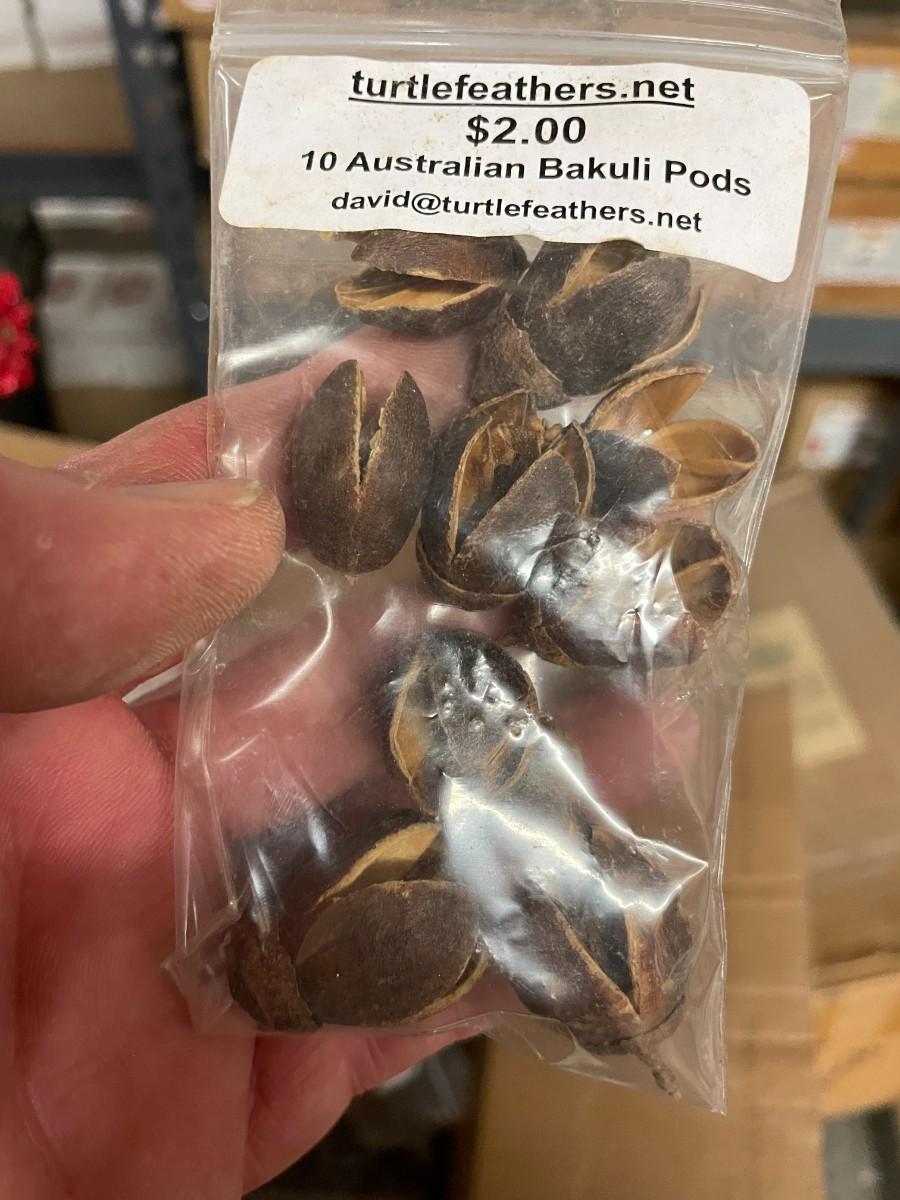 turtlefeathers.net
$2.00
10 Australian Bakuli Pods
david@turtlefeathers.net